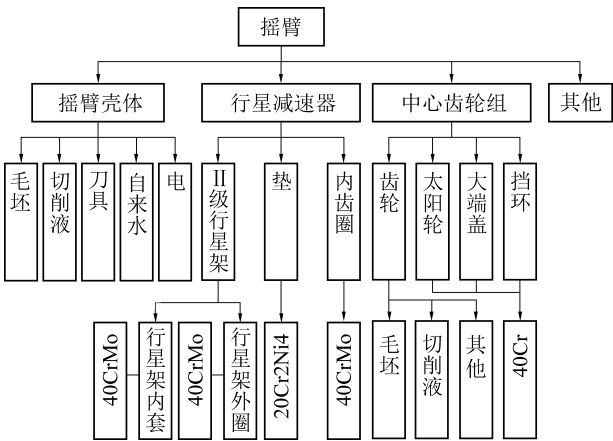 摇臂
摇臂壳体
行星减速器
中心齿轮组
其他
毛坯
切削液
刀具
自来水
电
Ⅱ级行星架
垫
内齿圈
齿轮
太阳轮
大端盖
挡环
40CrMo
行星架内套
40CrMo
行星架外圈
20Cr2Ni4
40CrMo
毛坯
切削液
其他
40Cr